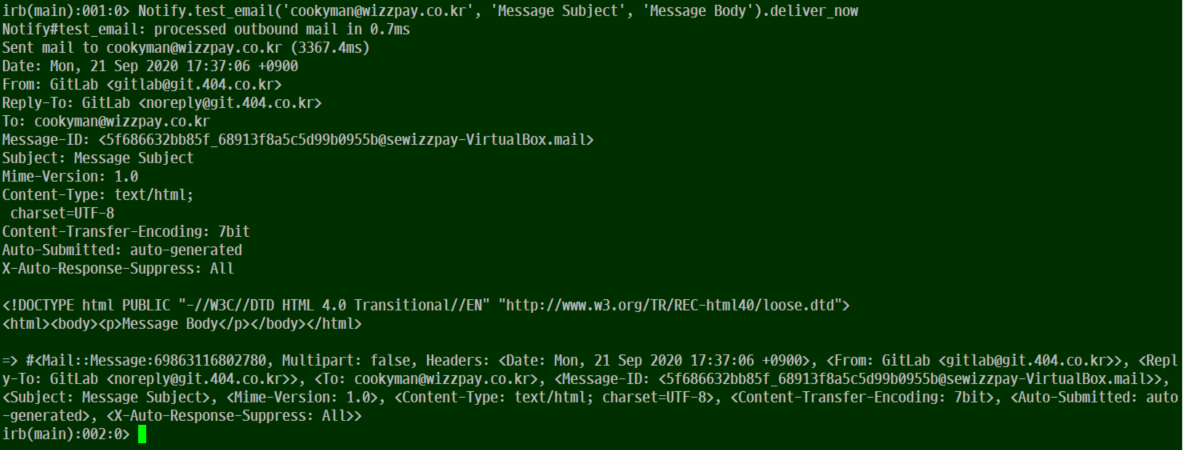 irb(main):001:0> Notify.test_email('cookyman@wizzpay.co.kr', 'Message Subject', 'Message Body').deliver_now
Notify#test_email: processed outbound mail in 0.7ms
Sent mail to cookyman@wizzpay.co.kr (3367.4ms)
Date: Mon, 21 Sep 2020 17:37:06 +0900
From: GitLab <gitlab@git.404.co.kr>
Reply-To: GitLab <noreply@git.404.co.kr>
To: cookyman@wizzpay.co.kr
Message-ID: <5f686632bb85f_68913f8a5c5d99b0955b@sewizzpay-VirtualBox.mail>
Subject: Message Subject
Mime-Version: 1.0
Content-Type: text/html;
 charset=UTF-8
Content-Transfer-Encoding: 7bit
Auto-Submitted: auto-generated
X-Auto-Response-Suppress: All
<!DOCTYPE html PUBLIC "-//W3C//DTD HTML 4.0 Transitional//EN" "http://www.w3.org/TR/REC-html40/loose.dtd">
<html><body><p>Message Body</p></body></html>
=> #<Mail::Message:69863116802780, Multipart: false, Headers: <Date: Mon, 21 Sep 2020 17:37:06 +0900>, <From: GitLab <gitlab@git.404.co.kr>>, <Repl
y-To: GitLab <noreply@git.404.co.kr>>, <To: cookyman@wizzpay.co.kr>, <Message-ID: <5f686632bb85f_68913f8a5c5d99b0955b@sewizzpay-VirtualBox.mail>>,
<Subject: Message Subject>, <Mime-Version: 1.0>, <Content-Type: text/html; charset=UTF-8>, <Content-Transfer-Encoding: 7bit>, <Auto-Submitted: auto
-generated>, <X-Auto-Response-Suppress: All>>
irb(main):002:0>